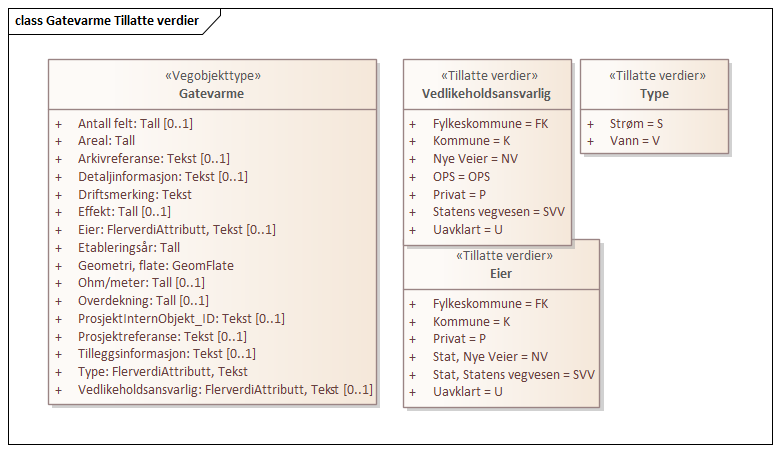 class Gatevarme Tillatte verdier
«Vegobjekttype»
Gatevarme
+ Antall felt: Tall [0..1]
+ Areal: Tall
+ Arkivreferanse: Tekst [0..1]
+ Detaljinformasjon: Tekst [0..1]
+ Driftsmerking: Tekst
+ Effekt: Tall [0..1]
+ Eier: FlerverdiAttributt, Tekst [0..1]
+ Etableringsår: Tall
+ Geometri, flate: GeomFlate
+ Ohm/meter: Tall [0..1]
+ Overdekning: Tall [0..1]
+ ProsjektInternObjekt_ID: Tekst [0..1]
+ Prosjektreferanse: Tekst [0..1]
+ Tilleggsinformasjon: Tekst [0..1]
+ Type: FlerverdiAttributt, Tekst
+ Vedlikeholdsansvarlig: FlerverdiAttributt, Tekst [0..1]
«Tillatte verdier»
Vedlikeholdsansvarlig
+ Fylkeskommune = FK
+ Kommune = K
+ Nye Veier = NV
+ OPS = OPS
+ Privat = P
+ Statens vegvesen = SVV
+ Uavklart = U
«Tillatte verdier»
Type
+ Strøm = S
+ Vann = V
«Tillatte verdier»
Eier
+ Fylkeskommune = FK
+ Kommune = K
+ Privat = P
+ Stat, Nye Veier = NV
+ Stat, Statens vegvesen = SVV
+ Uavklart = U